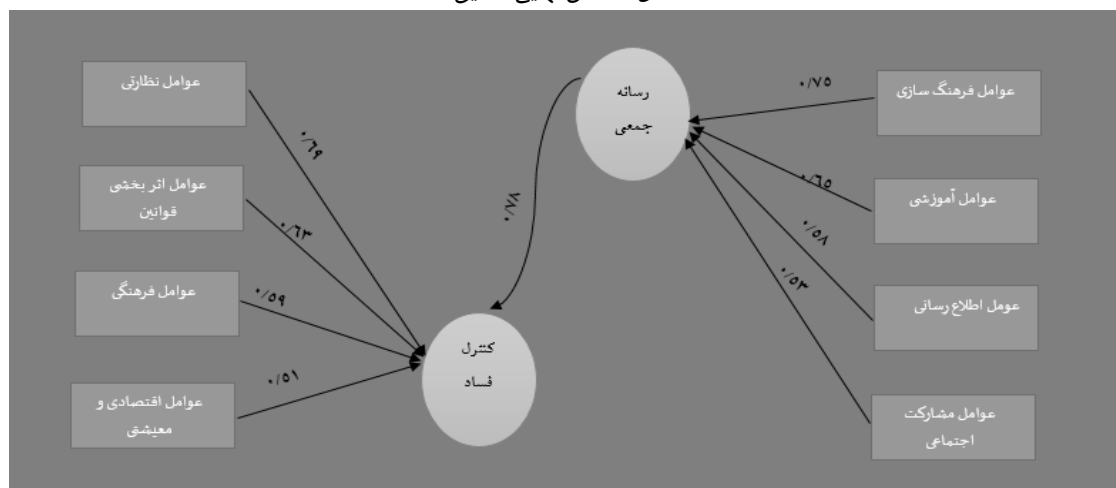 رسانه
جمعی
عوامل فرهنگ سازی
۰/۷۵
عوامل آموزشی
۰/۶۵
عومل اطلاع رسانی
۰/۵۸
عوامل مشارکت
اجتماعی
۰/۵۳
۰/۷۸
عوامل نظارتی
۰/۶۹
عوامل اثر بخشی
قوانین
۰/۶۳
عوامل فرهنگی
۰/۵۹
عوامل اقتصادی و
معیشتی
۰/۵۱
کنترل
فساد